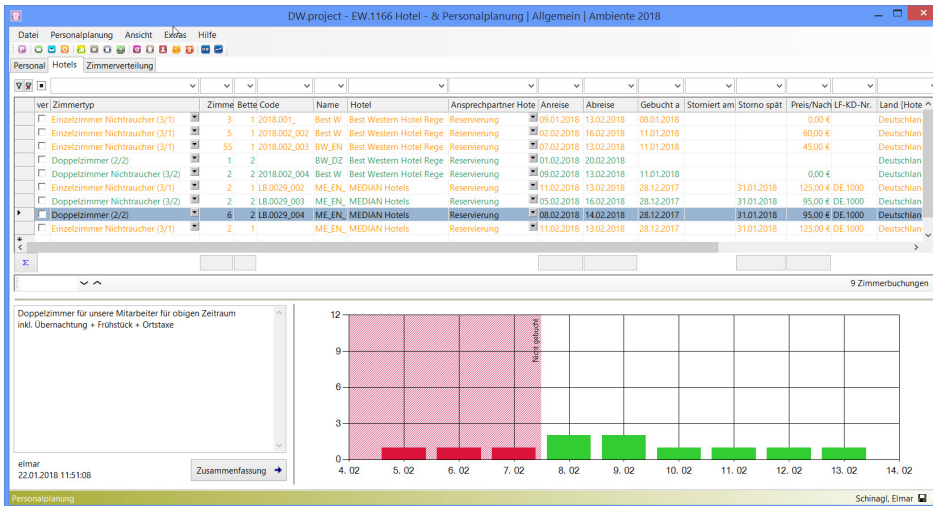 DW.project - EW.1166 Hotel - & Personalplanung | Allgemein | Ambiente 2018
Datei Personalplanung Ansicht Extras Hilfe
Personal Hotels Zimmerverteilung
ver Zimmertyp Zimme Bette Code Name Hotel Ansprechpartner Hote Anreise Abreise Gebucht a Storniert am Storno spät Preis/Nach LF-KD-Nr. Land [Hote
Einzelzimmer Nichtraucher (3/1) 3 1 2018.001_ Best W Best Western Hotel Rege Reservierung 09.01.2018 13.02.2018 08.01.2018 0,00 € Deutschlan
Einzelzimmer Nichtraucher (3/1) 5 1 2018.002_002 Best W Best Western Hotel Rege Reservierung 02.02.2018 16.02.2018 11.01.2018 60,00 € Deutschlan
Einzelzimmer Nichtraucher (3/1) 55 1 2018.002_003 BW_EN Best Western Hotel Rege Reservierung 07.02.2018 13.02.2018 11.01.2018 45,00 € Deutschlan
Doppelzimmer (2/2) 1 2 BW_DZ Best Western Hotel Rege Reservierung 01.02.2018 20.02.2018 Deutschlan
Doppelzimmer Nichtraucher (3/2) 2 2 2018.002_004 Best W Best Western Hotel Rege Reservierung 09.02.2018 13.02.2018 11.01.2018 0,00 € Deutschlan
Einzelzimmer Nichtraucher (3/1) 2 1 LB.0029_002 ME_EN_ MEDIAN Hotels Reservierung 11.02.2018 13.02.2018 28.12.2017 31.01.2018 125,00 € DE.1000 Deutschlan
Doppelzimmer Nichtraucher (3/2) 2 2 LB.0029_003 ME_EN_ MEDIAN Hotels Reservierung 05.02.2018 16.02.2018 28.12.2017 31.01.2018 95,00 € DE.1000 Deutschlan
Doppelzimmer (2/2) 6 2 LB.0029_004 ME_EN_ MEDIAN Hotels Reservierung 08.02.2018 14.02.2018 28.12.2017 31.01.2018 95,00 € DE.1000 Deutschlan
Einzelzimmer Nichtraucher (3/1) 2 1 ME_EN_ MEDIAN Hotels Reservierung 11.02.2018 13.02.2018 28.12.2017 31.01.2018 125,00 € DE.1000 Deutschlan
Σ
9 Zimmerbuchungen
Doppelzimmer für unsere Mitarbeiter für obigen Zeitraum
inkl. Übernachtung + Frühstück + Ortstaxe
elmar
22.01.2018 11:51:08
Zusammenfassung
12
9
6
3
0
Nicht gebucht
4. 02 5. 02 6. 02 7. 02 8. 02 9. 02 10. 02 11. 02 12. 02 13. 02 14. 02
Personalplanung Schinagl, Elmar